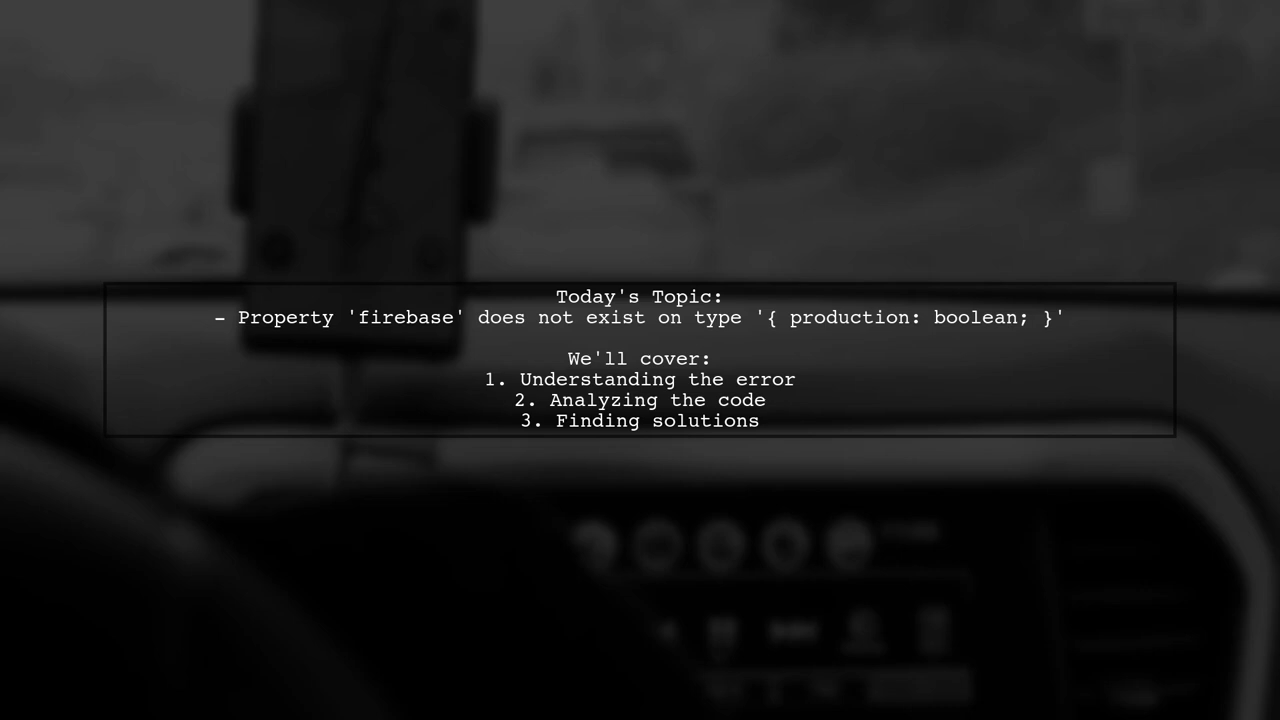 Today's Topic:
- Property 'firebase' does not exist on type '{ production: boolean; }'
We'll cover:
1. Understanding the error
2. Analyzing the code
3. Finding solutions